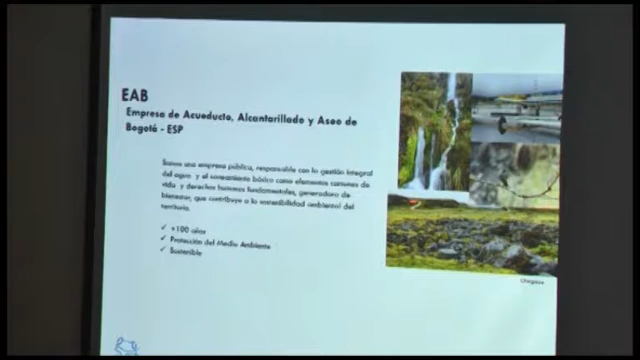 EAB
Empresa de Acueducto, Alcantarillado y Aseo de
Bogotá - ESP
Somos una empresa pública, responsable con la gestión integral
del agua y el saneamiento básico como elementos comunes de
vida y derechos humanos fundamentales, generadora de
bienestar, que contribuye a la sostenibilidad ambiental del
territorio.
✓ +100 años
✓ Protección del Medio Ambiente
✓ Sostenible
Chingaza